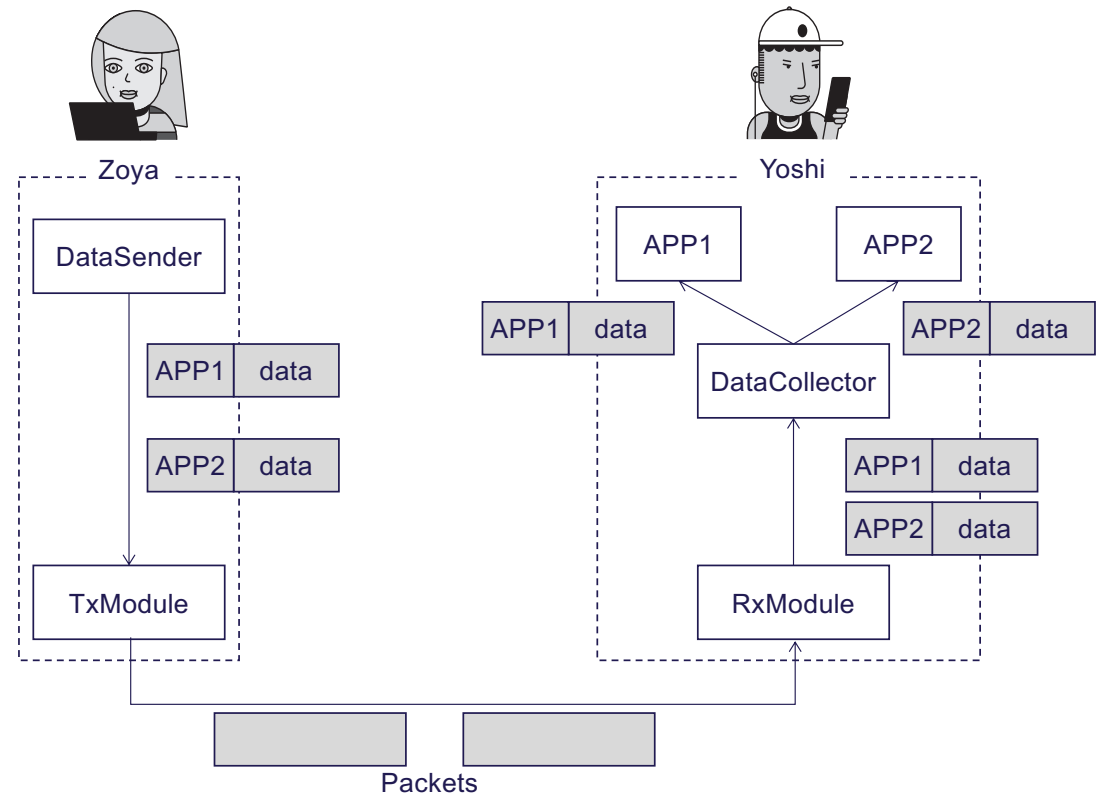 Zoya
Yoshi
DataSender
APP1 data
APP2 data
TxModule
APP1
APP2
APP1 data
APP2 data
DataCollector
APP1 data
APP2 data
RxModule
Packets